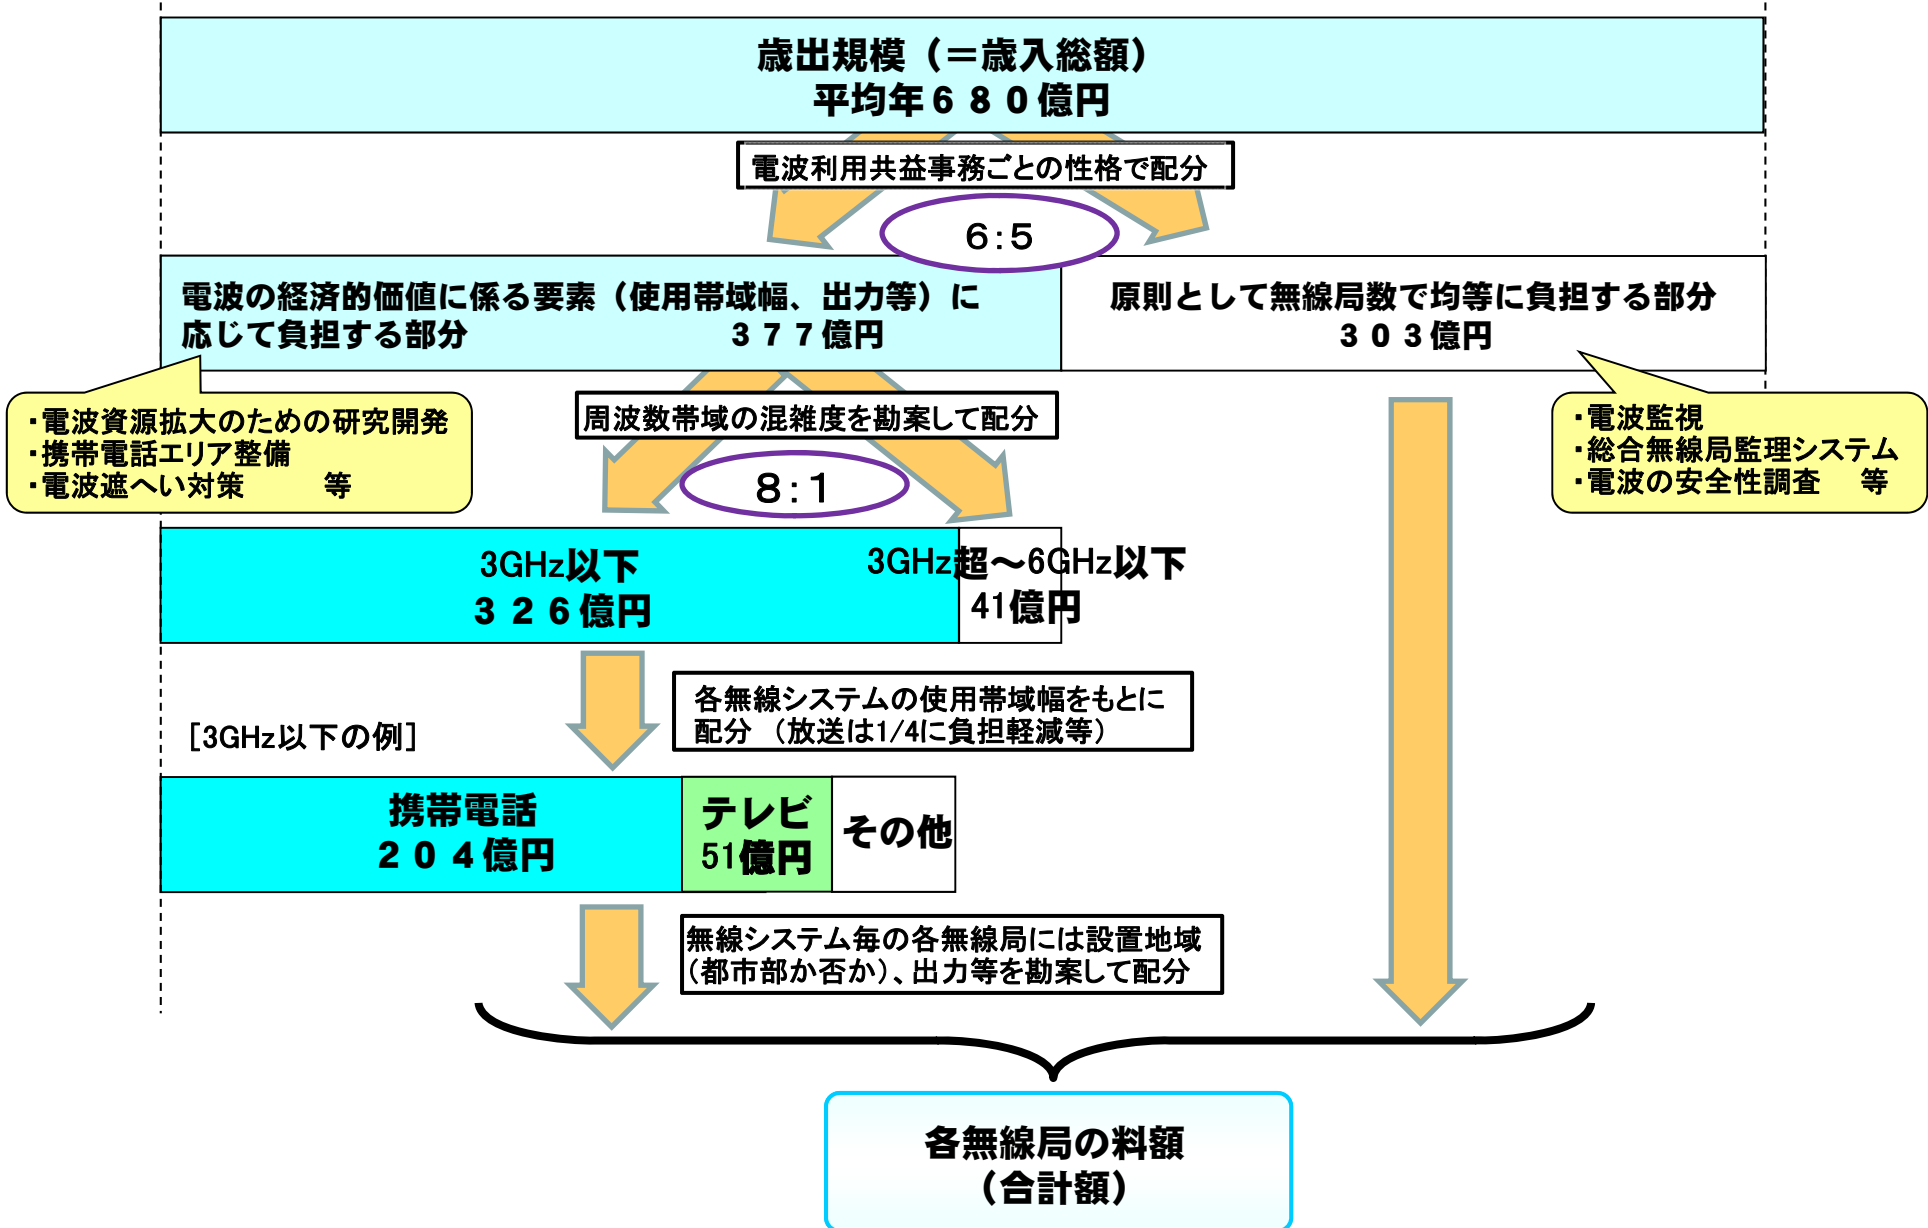 歳出規模（＝歳入総額）
平均年６８０億円
電波利用共益事務ごとの性格で配分
６：５
電波の経済的価値に係る要素（使用帯域幅、出力等）に
応じて負担する部分　３７７億円
原則として無線局数で均等に負担する部分
３０３億円
・電波資源拡大のための研究開発
・携帯電話エリア整備
・電波遮へい対策　等
周波数帯域の混雑度を勘案して配分
８：１
・電波監視
・総合無線局監理システム
・電波の安全性調査　等
3GHz以下
３２６億円
3GHz超～6GHz以下
41億円
各無線システムの使用帯域幅をもとに
配分　（放送は1/4に負担軽減等）
［3GHz以下の例］
携帯電話
２０４億円
テレビ
51億円
その他
無線システム毎の各無線局には設置地域
（都市部か否か）、出力等を勘案して配分
各無線局の料額
（合計額）